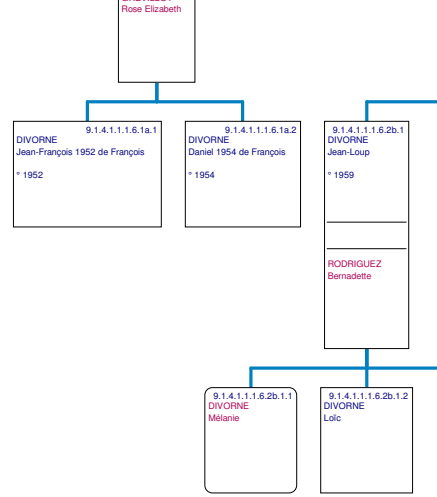 Rose Elizabeth
9.1.4.1.1.1.6.1a.1
DIVORNE
Jean-François 1952 de François
° 1952
9.1.4.1.1.1.6.1a.2
DIVORNE
Daniel 1954 de François
° 1954
9.1.4.1.1.1.6.2b.1
DIVORNE
Jean-Loup
° 1959
RODRIGUEZ
Bernadette
9.1.4.1.1.1.6.2b.1.1
DIVORNE
Mélanie
9.1.4.1.1.1.6.2b.1.2
DIVORNE
Loïc